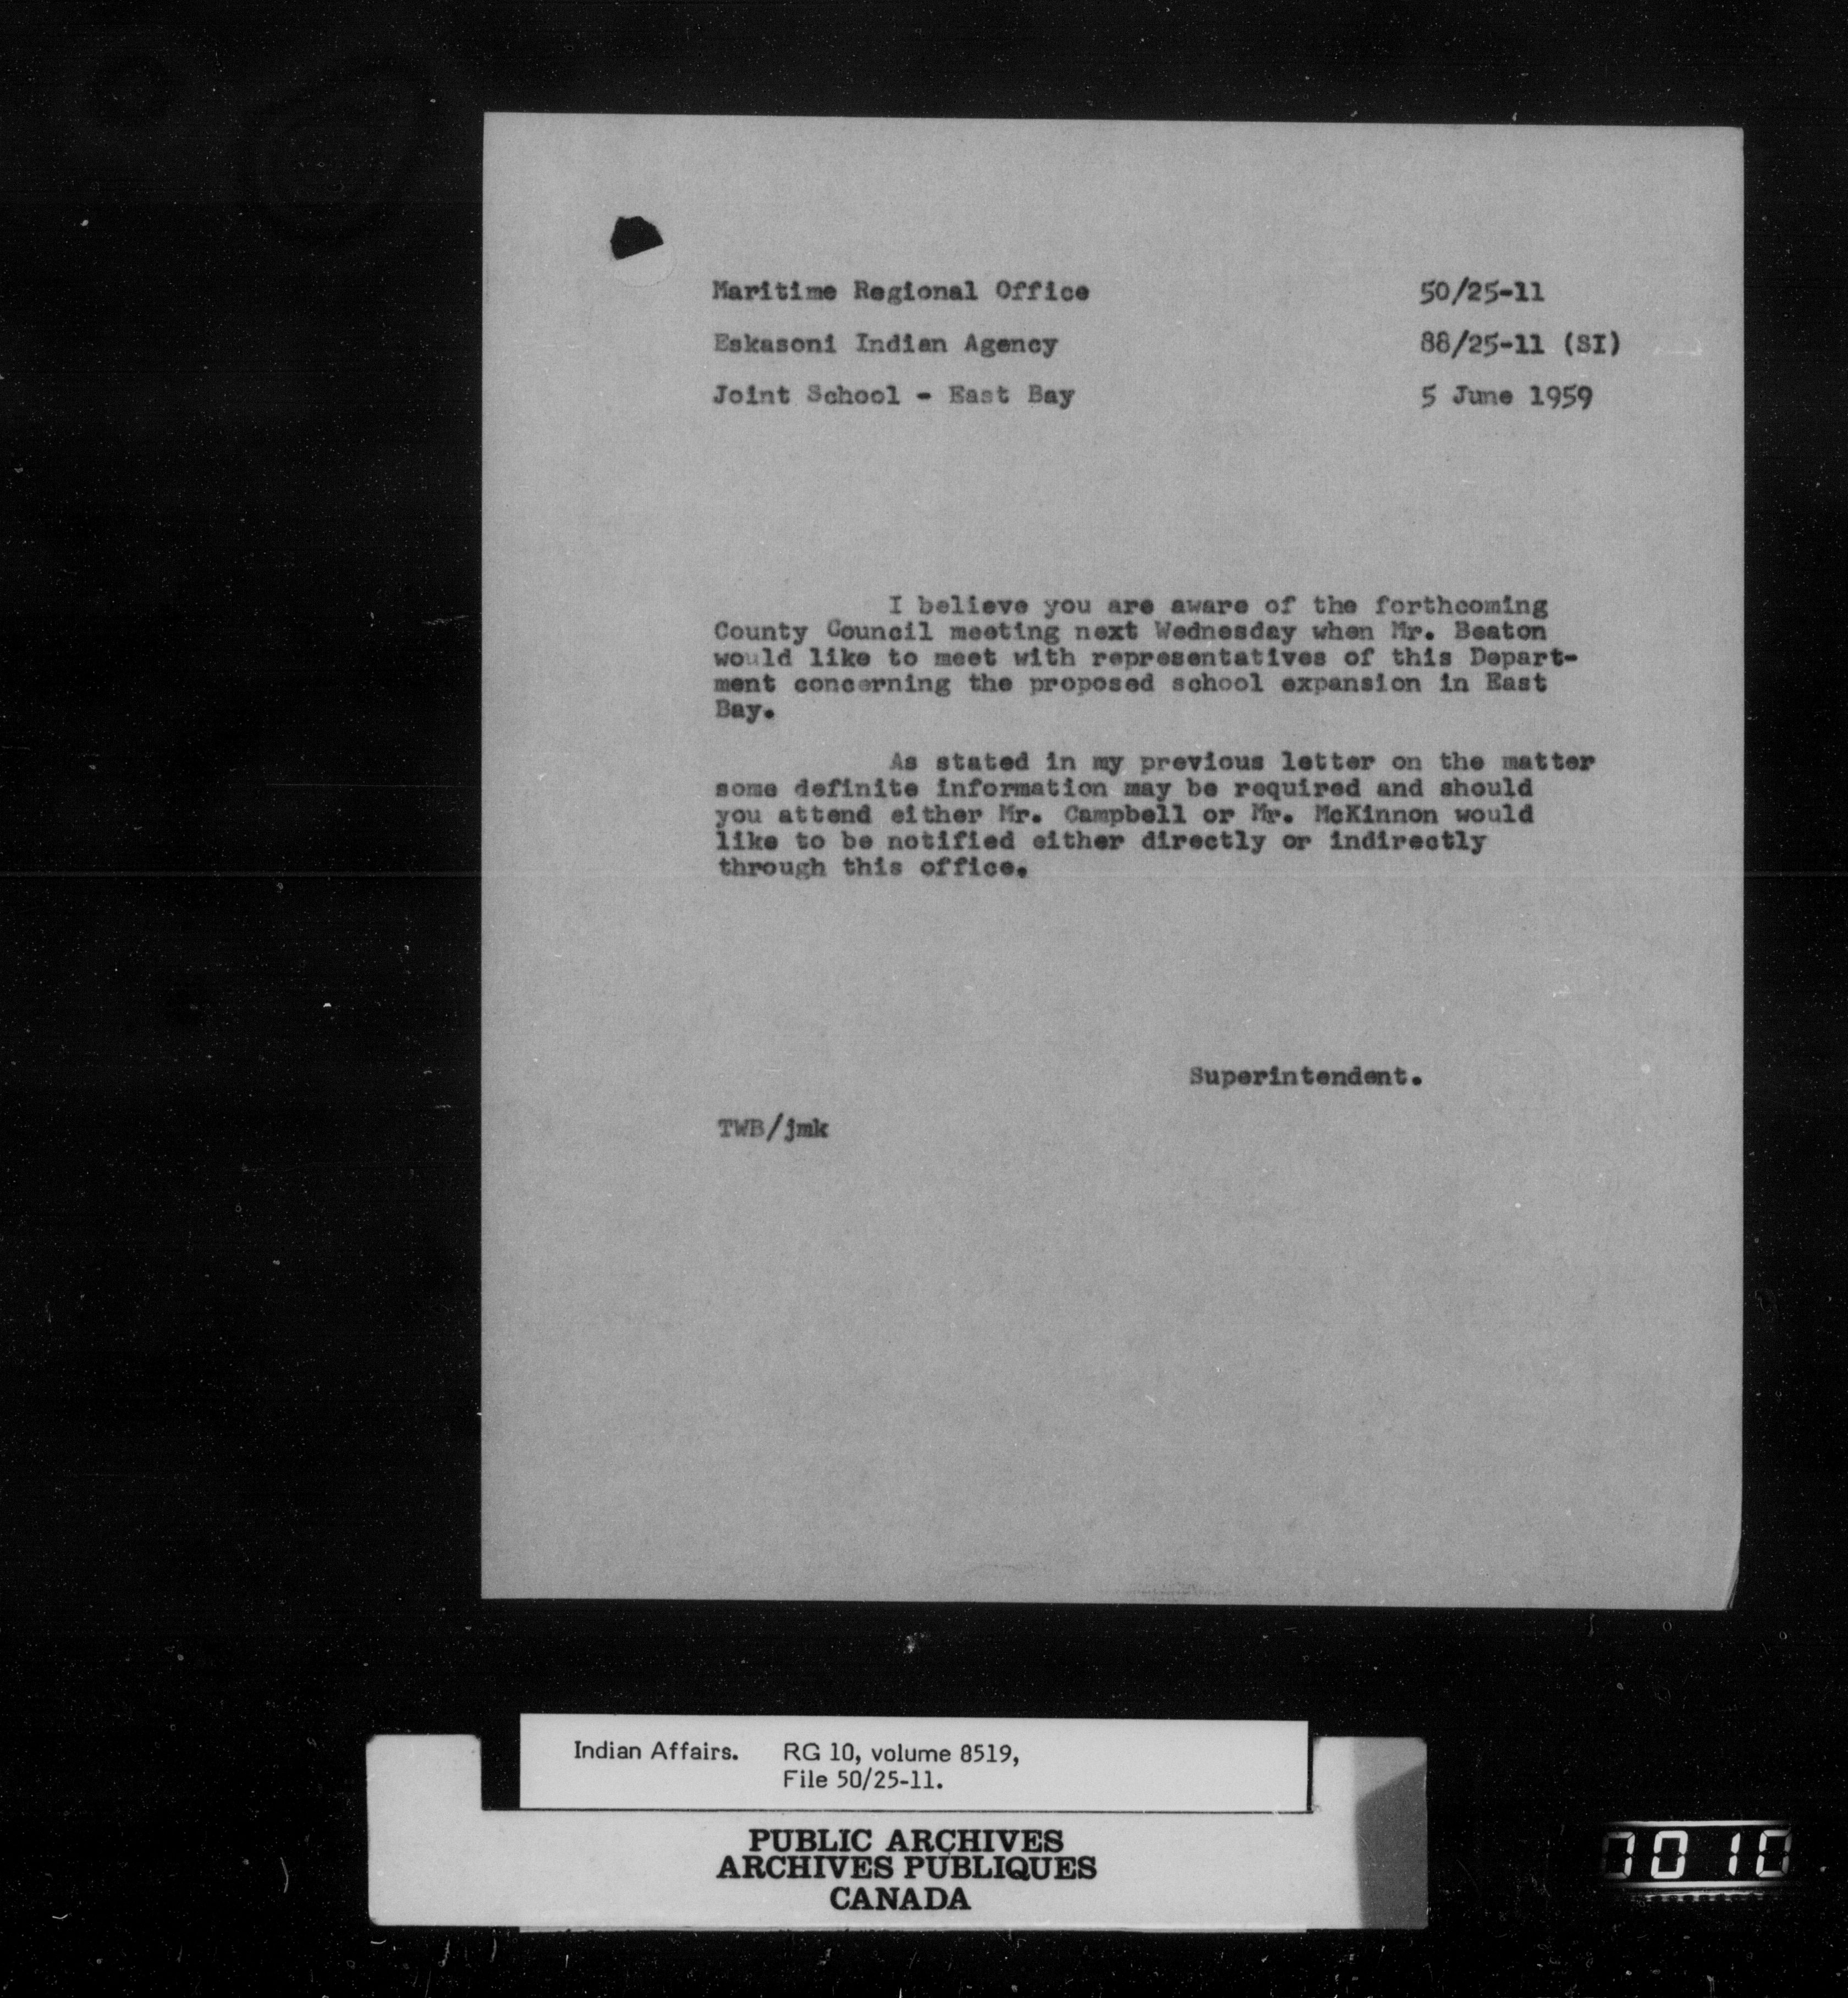 Maritime Regional Office 50/25-11
Eskasoni Indian Agency 88/25-11 (SI)
Joint School - East Bay 5 June 1959
I believe you are aware of the forthcoming
County Council meeting next Wednesday when Mr. Beaton
would like to meet with representatives of this Depart-
ment concerning the proposed school expansion in East
Bay.
As stated in my previous letter on the matter
some definite information may be required and should
you attend either Mr. Campbell or Mr. McKinnon would
like to be notified either directly or indirectly
through this office.
Superintendent.
TWB/jmk
Indian Affairs. RG 10, volume 8519,
File 50/25-11.
PUBLIC ARCHIVES
ARCHIVES PUBLIQUES
CANADA
7010